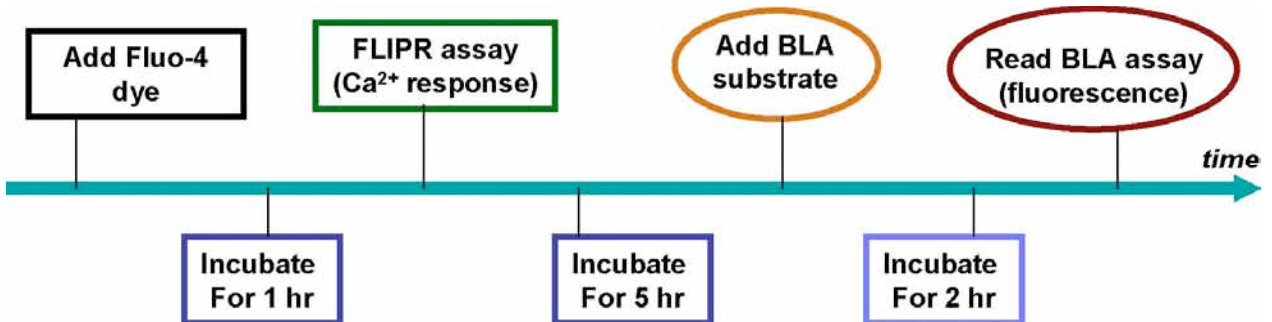 Add Fluo-4
dye
FLIPR assay
(Ca²⁺ response)
Add BLA
substrate
Read BLA assay
(fluorescence)
time
Incubate
For 1 hr
Incubate
For 5 hr
Incubate
For 2 hr